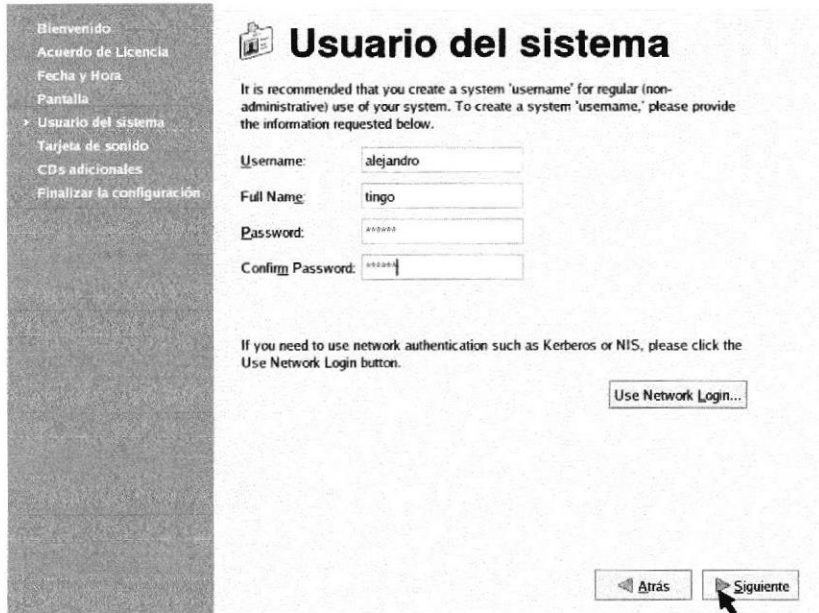 Bienvenido
Acuerdo de Licencia
Fecha y Hora
Pantalla
Usuario del sistema
Tarjeta de sonido
CDs adicionales
Finalizar la configuración
Usuario del sistema
It is recommended that you create a system 'username' for regular (non-
administrative) use of your system. To create a system 'username,' please provide
the information requested below.
Username: alejandro
Full Name: tingo
Password: ******
Confirm Password: ******
If you need to use network authentication such as Kerberos or NIS, please click the
Use Network Login button.
Use Network Login...
Atrás Siguiente